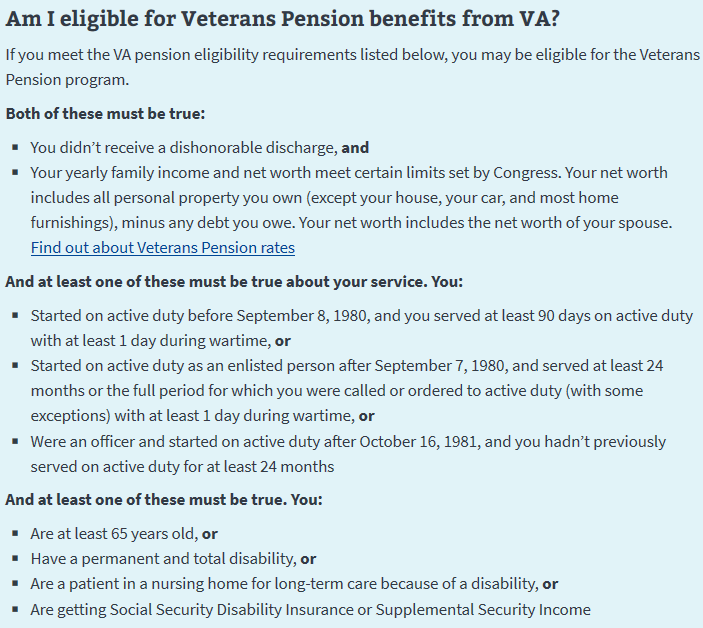 Am I eligible for Veterans Pension benefits from VA?
If you meet the VA pension eligibility requirements listed below, you may be eligible for the Veterans
Pension program.
Both of these must be true:
▪ You didn’t receive a dishonorable discharge, and
▪ Your yearly family income and net worth meet certain limits set by Congress. Your net worth
includes all personal property you own (except your house, your car, and most home
furnishings), minus any debt you owe. Your net worth includes the net worth of your spouse.
Find out about Veterans Pension rates
And at least one of these must be true about your service. You:
▪ Started on active duty before September 8, 1980, and you served at least 90 days on active duty
with at least 1 day during wartime, or
▪ Started on active duty as an enlisted person after September 7, 1980, and served at least 24
months or the full period for which you were called or ordered to active duty (with some
exceptions) with at least 1 day during wartime, or
▪ Were an officer and started on active duty after October 16, 1981, and you hadn’t previously
served on active duty for at least 24 months
And at least one of these must be true. You:
▪ Are at least 65 years old, or
▪ Have a permanent and total disability, or
▪ Are a patient in a nursing home for long-term care because of a disability, or
▪ Are getting Social Security Disability Insurance or Supplemental Security Income